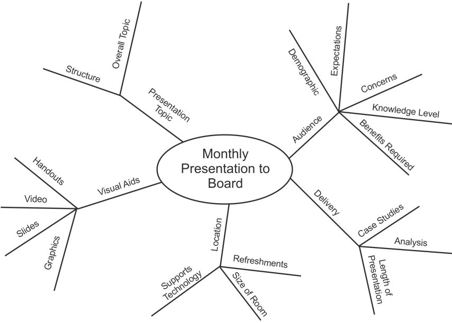 Monthly
Presentation to
Board
Presentation
Topic
Structure
Overall Topic
Audience
Demographic
Expectations
Concerns
Knowledge Level
Benefits Required
Delivery
Case Studies
Analysis
Length of
Presentation
Location
Refreshments
Size of Room
Supports
Technology
Visual Aids
Handouts
Video
Slides
Graphics